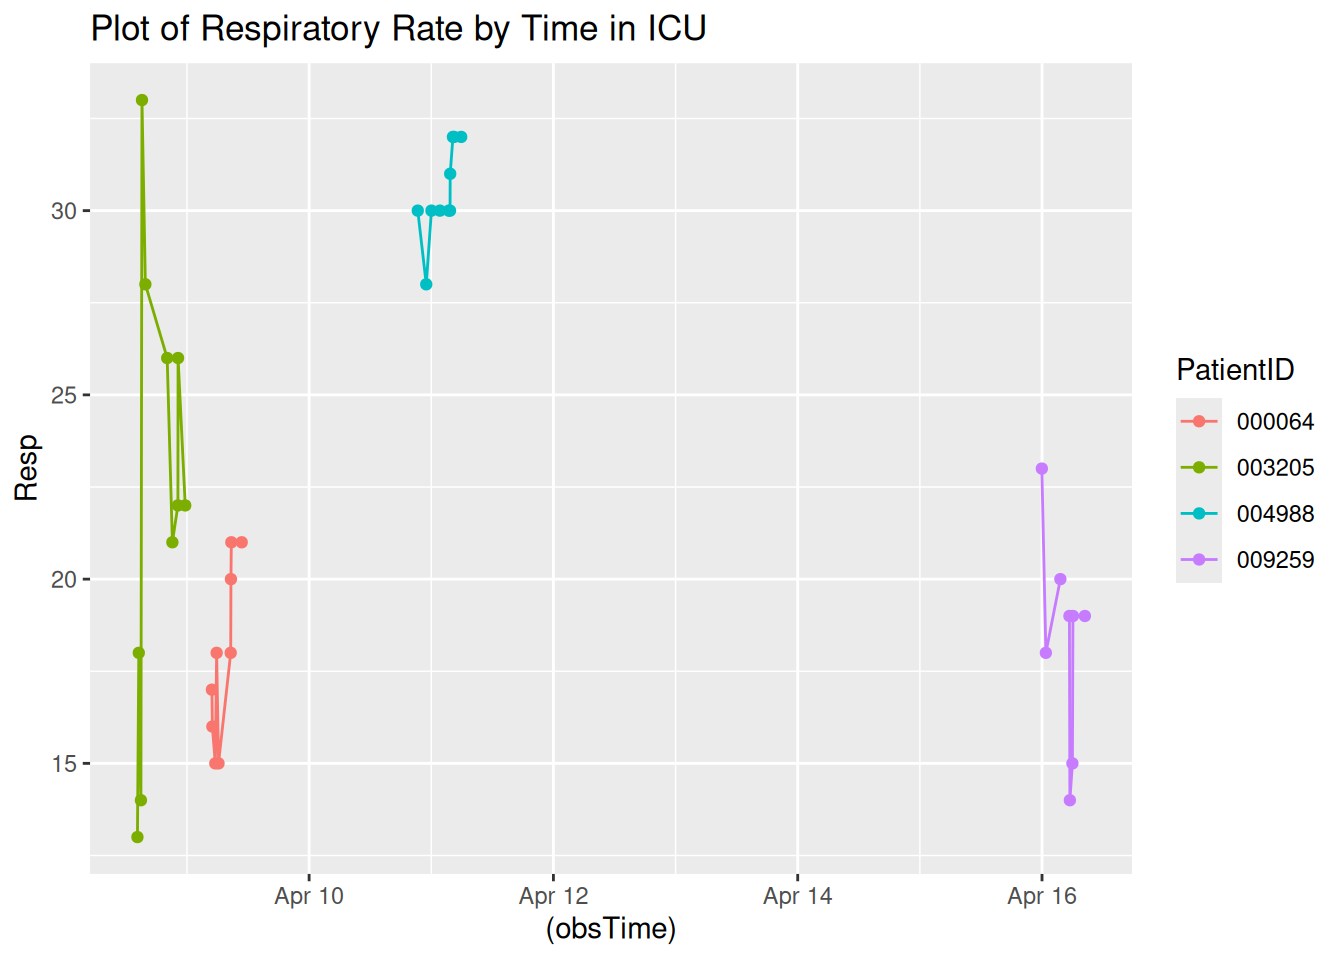 Plot of Respiratory Rate by Time in ICU
30
25
20
15
Resp
Apr 10
Apr 12
Apr 14
Apr 16
(obsTime)
PatientID
000064
003205
004988
009259